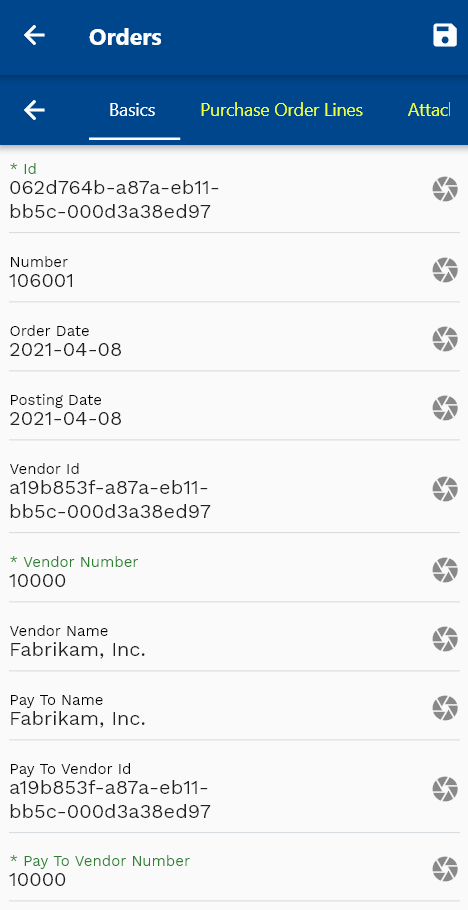 Orders
Basics
Purchase Order Lines
Attacl
* Id
062d764b-a87a-eb11-
bb5c-000d3a38ed97
Number
106001
Order Date
2021-04-08
Posting Date
2021-04-08
Vendor Id
a19b853f-a87a-eb11-
bb5c-000d3a38ed97
* Vendor Number
10000
Vendor Name
Fabrikam, Inc.
Pay To Name
Fabrikam, Inc.
Pay To Vendor Id
a19b853f-a87a-eb11-
bb5c-000d3a38ed97
* Pay To Vendor Number
10000